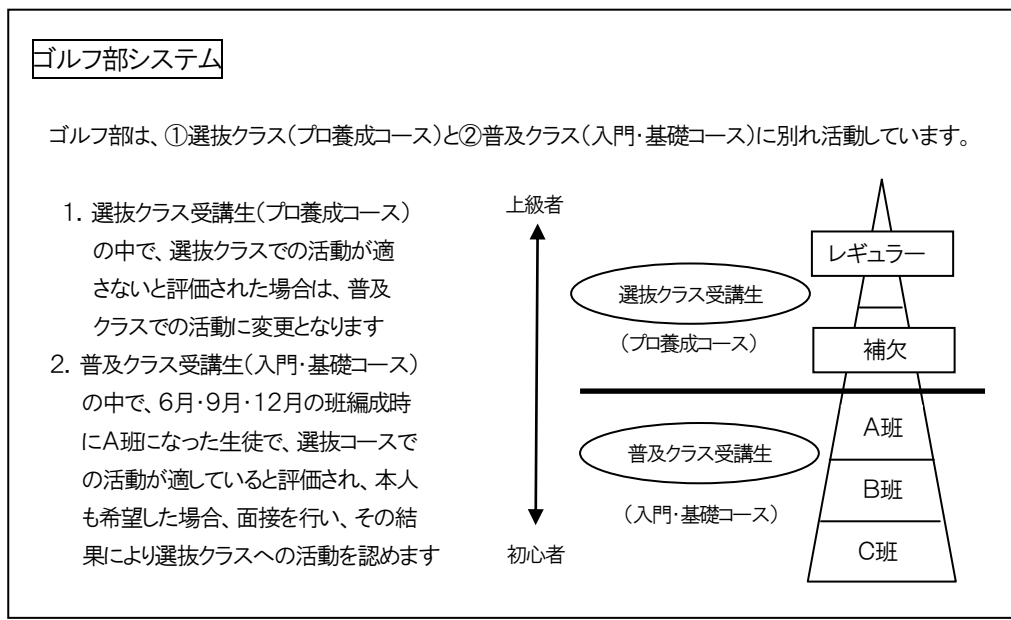 ゴルフ部システム
ゴルフ部は、①選抜クラス(プロ養成コース)と②普及クラス(入門・基礎コース)に別れ活動しています。
1. 選抜クラス受講生(プロ養成コース)
の中で、選抜クラスでの活動が適
さないと評価された場合は、普及
クラスでの活動に変更となります
2. 普及クラス受講生(入門・基礎コース)
の中で、6月・9月・12月の班編成時
にA班になった生徒で、選抜コースで
の活動が適していると評価され、本人
も希望した場合、面接を行い、その結
果により選抜クラスへの活動を認めます
上級者
初心者
選抜クラス受講生
(プロ養成コース)
普及クラス受講生
(入門・基礎コース)
レギュラー
補欠
A班
B班
C班